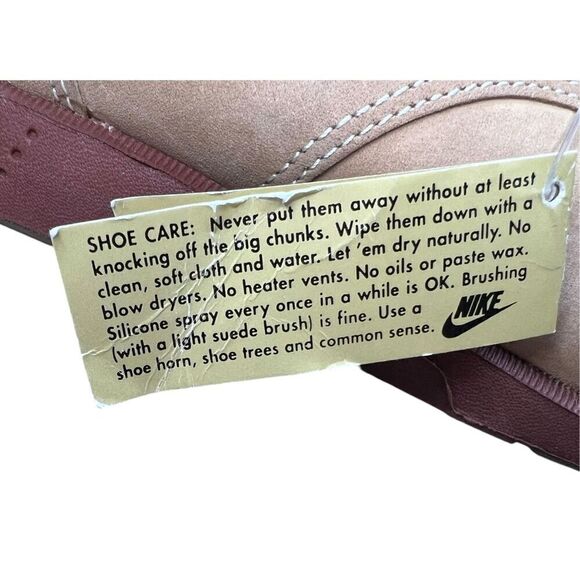 SHOE CARE: Never put them away without at least
knocking off the big chunks. Wipe them down with a
clean, soft cloth and water. Let 'em dry naturally. No
blow dryers. No heater vents. No oils or paste wax.
Silicone spray every once in a while is OK. Brushing
(with a light suede brush) is fine. Use a
shoe horn, shoe trees and common sense.
NIKE